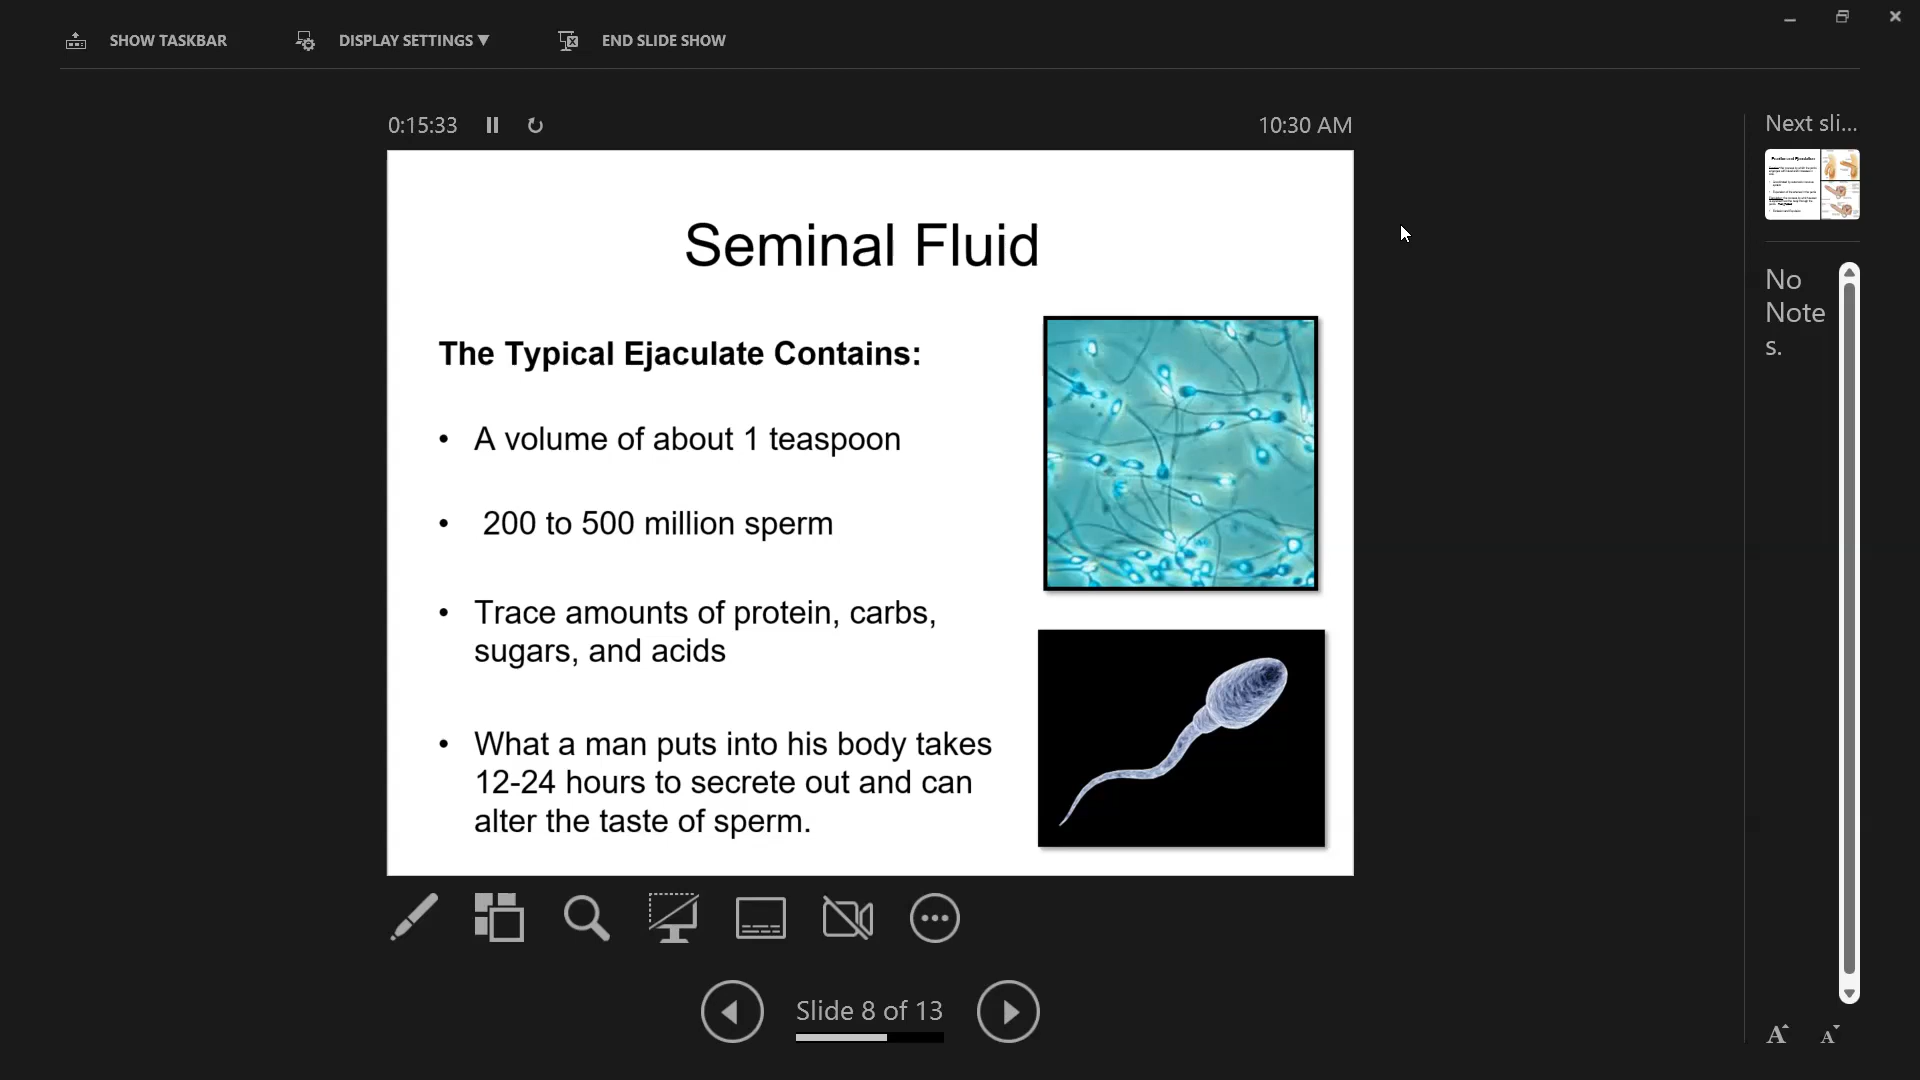 SHOW TASKBAR
DISPLAY SETTINGS ▼
END SLIDE SHOW
0:15:33
10:30 AM
Next sli...
Seminal Fluid
The Typical Ejaculate Contains:
• A volume of about 1 teaspoon
• 200 to 500 million sperm
• Trace amounts of protein, carbs,
sugars, and acids
• What a man puts into his body takes
12-24 hours to secrete out and can
alter the taste of sperm.
No
Note
s.
Slide 8 of 13
A A